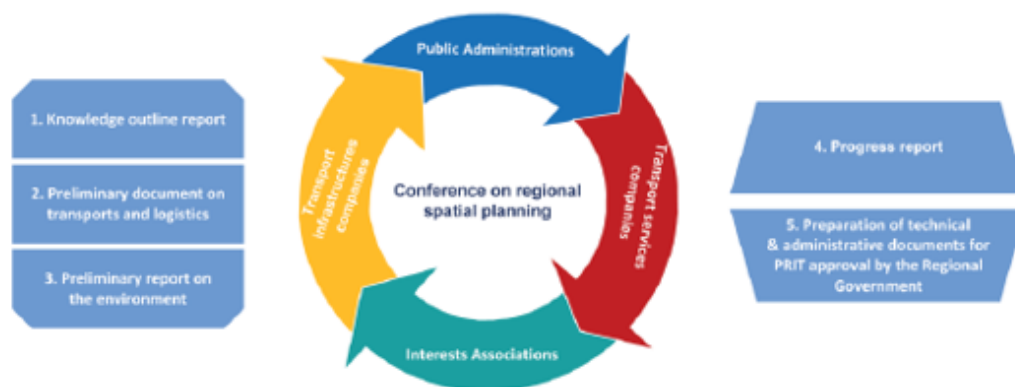 1. Knowledge outline report
2. Preliminary document on
transports and logistics
3. Preliminary report on
the environment
Public Administrations
Transport services
companies
Interests Associations
Transport
infrastructures
companies
Conference on regional
spatial planning
4. Progress report
5. Preparation of technical
& administrative documents for
PRIT approval by the Regional
Government